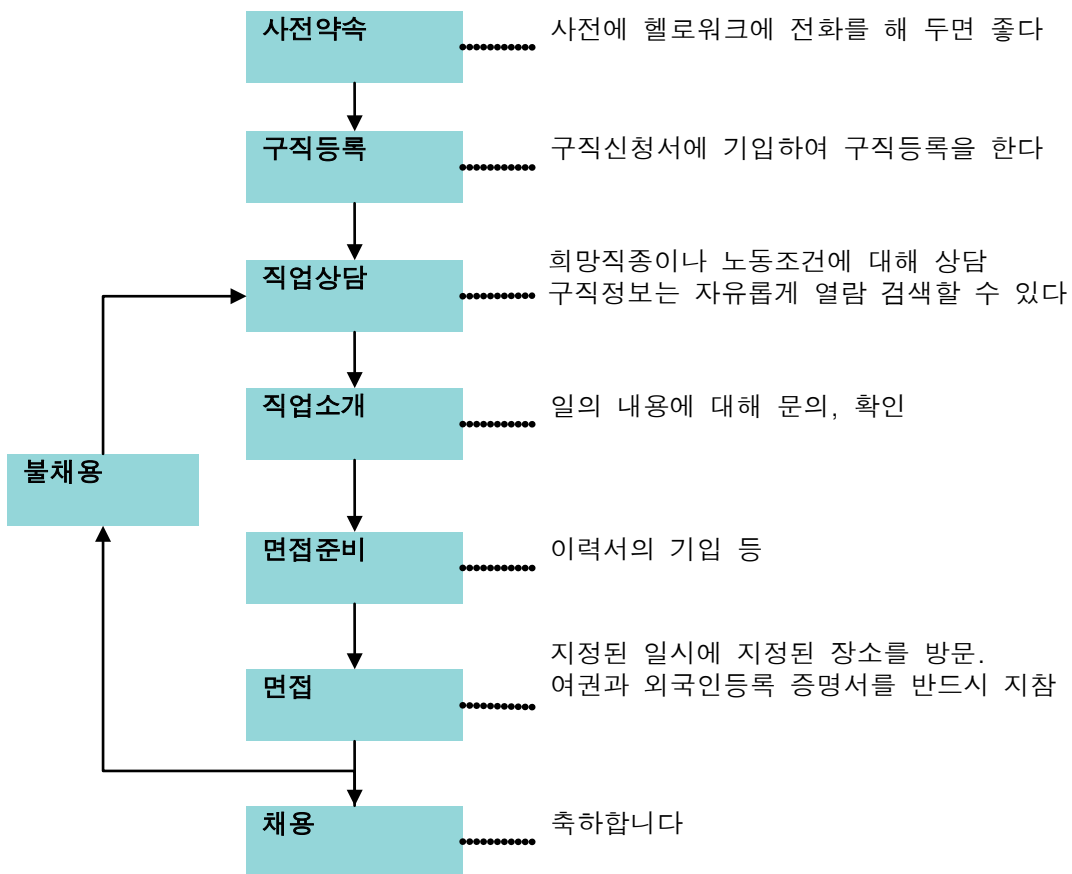 사전약속
사전에 헬로워크에 전화를 해 두면 좋다
구직등록
구직신청서에 기입하여 구직등록을 한다
직업상담
희망직종이나 노동조건에 대해 상담
구직정보는 자유롭게 열람 검색할 수 있다
직업소개
일의 내용에 대해 문의, 확인
불채용
면접준비
이력서의 기입 등
면접
지정된 일시에 지정된 장소를 방문.
여권과 외국인등록 증명서를 반드시 지참
채용
축하합니다